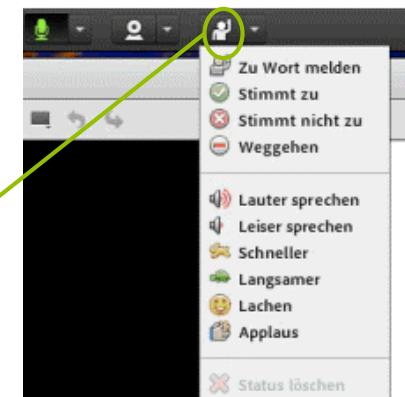 Zu Wort melden
Stimmt zu
Stimmt nicht zu
Weggehen
Lauter sprechen
Leiser sprechen
Schneller
Langsamer
Lachen
Applaus
Status löschen